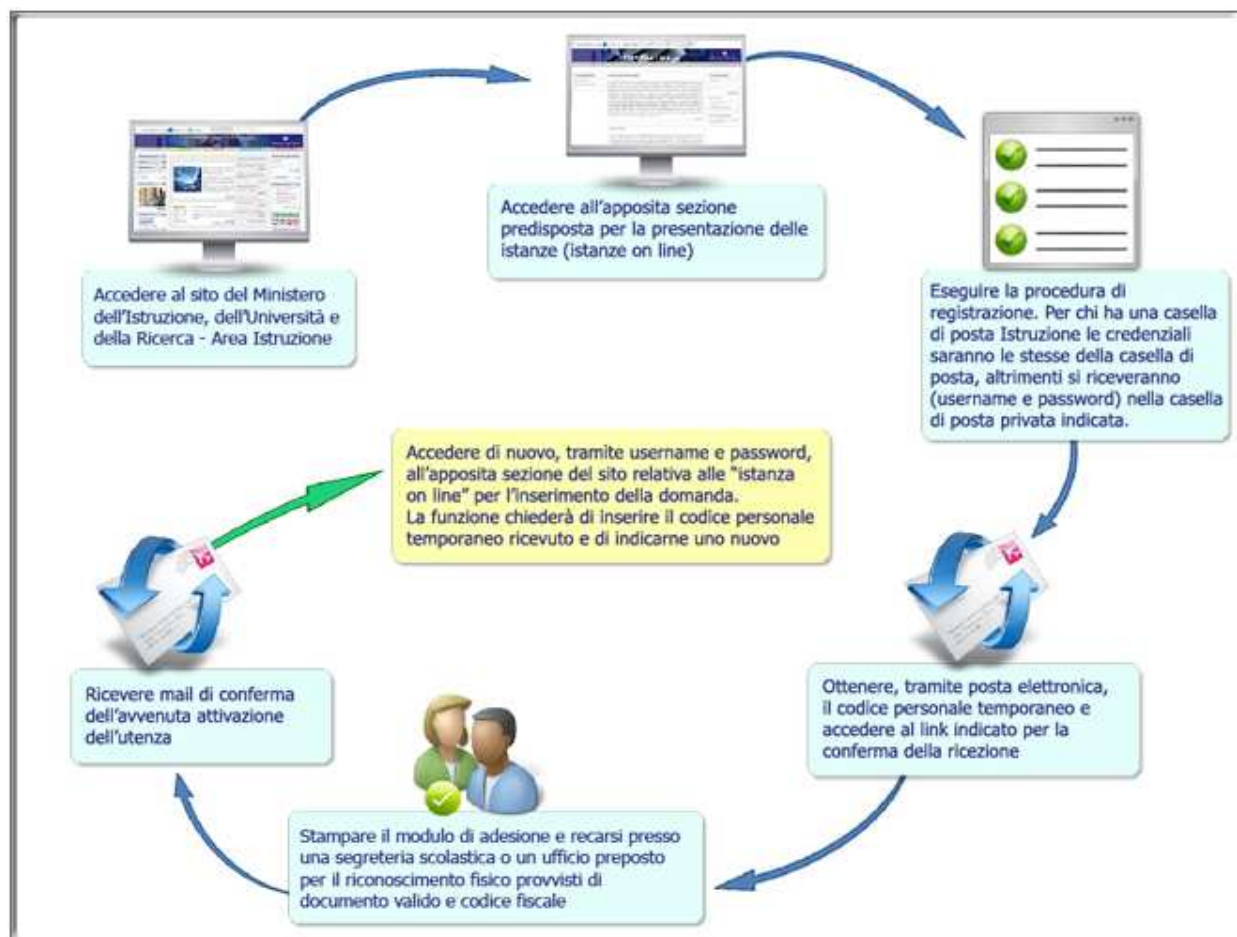 Accedere al sito del Ministero
dell'Istruzione, dell'Università e
della Ricerca - Area Istruzione
Accedere all'apposita sezione
predisposta per la presentazione delle
istanze (istanze on line)
Eseguire la procedura di
registrazione. Per chi ha una casella
di posta Istruzione le credenziali
saranno le stesse della casella di
posta, altrimenti si riceveranno
(username e password) nella casella
di posta privata indicata.
Ottenere, tramite posta elettronica,
il codice personale temporaneo e
accedere al link indicato per la
conferma della ricezione
Stampare il modulo di adesione e recarsi presso
una segreteria scolastica o un ufficio preposto
per il riconoscimento fisico provvisti di
documento valido e codice fiscale
Ricevere mail di conferma
dell'avvenuta attivazione
dell'utenza
Accedere di nuovo, tramite username e password,
all'apposita sezione del sito relativa alle "istanza
on line" per l'inserimento della domanda.
La funzione chiederà di inserire il codice personale
temporaneo ricevuto e di indicarne uno nuovo